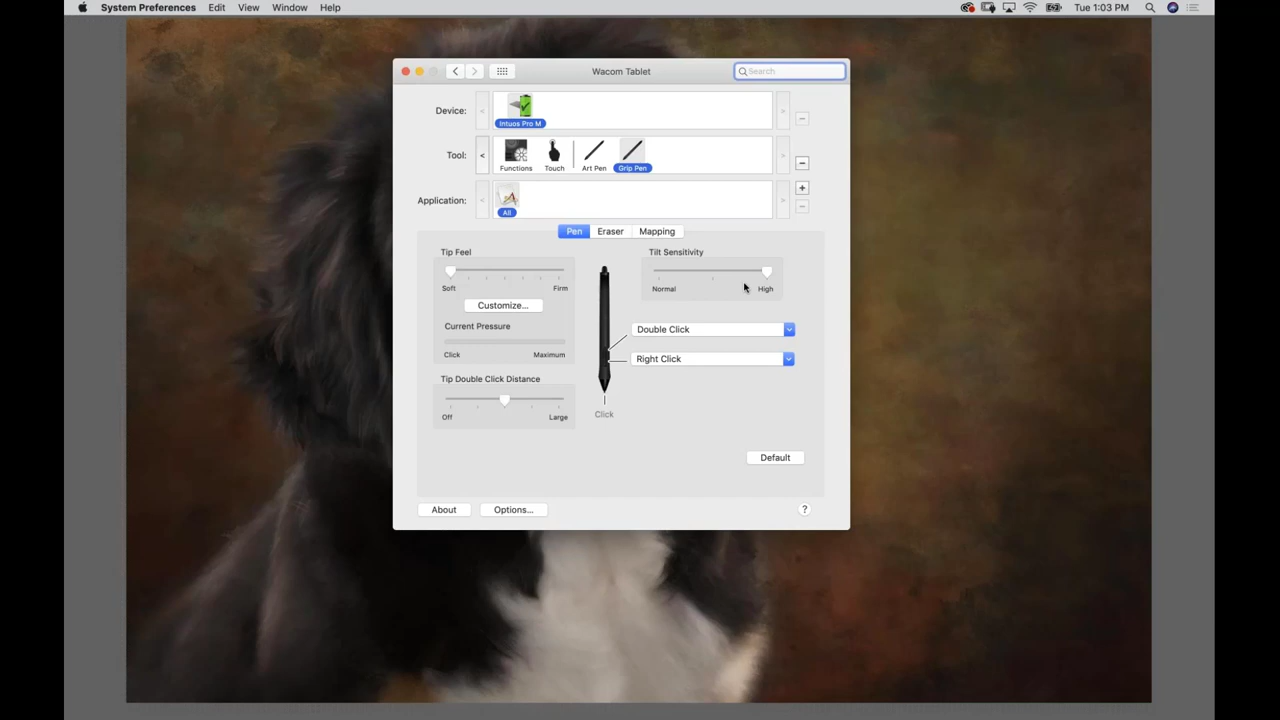 System Preferences Edit View Window Help Tue 1:03 PM
Wacom Tablet Search
Device: < > −
Intuos Pro M
Tool: < > −
Functions Touch Art Pen Grip Pen
Application: < > + −
All
Pen Eraser Mapping
Tip Feel
Soft Firm
Customize...
Current Pressure
Click Maximum
Tip Double Click Distance
Off Large
Click
Tilt Sensitivity
Normal High
Double Click
Right Click
Default
About Options... ?